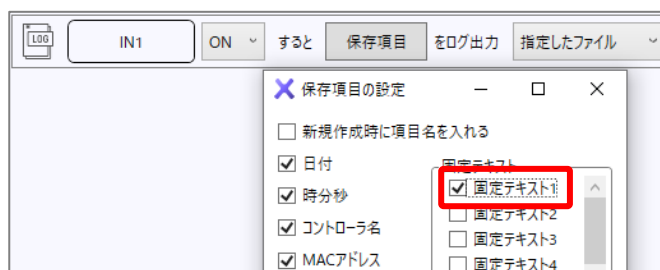 LOG IN1 ON すると 保存項目 をログ出力 指定したファイル
保存項目の設定
新規作成時に項目名を入れる
日付
時分秒
コントローラ名
MACアドレス
固定テキスト
固定テキスト1
固定テキスト2
固定テキスト3
固定テキスト4